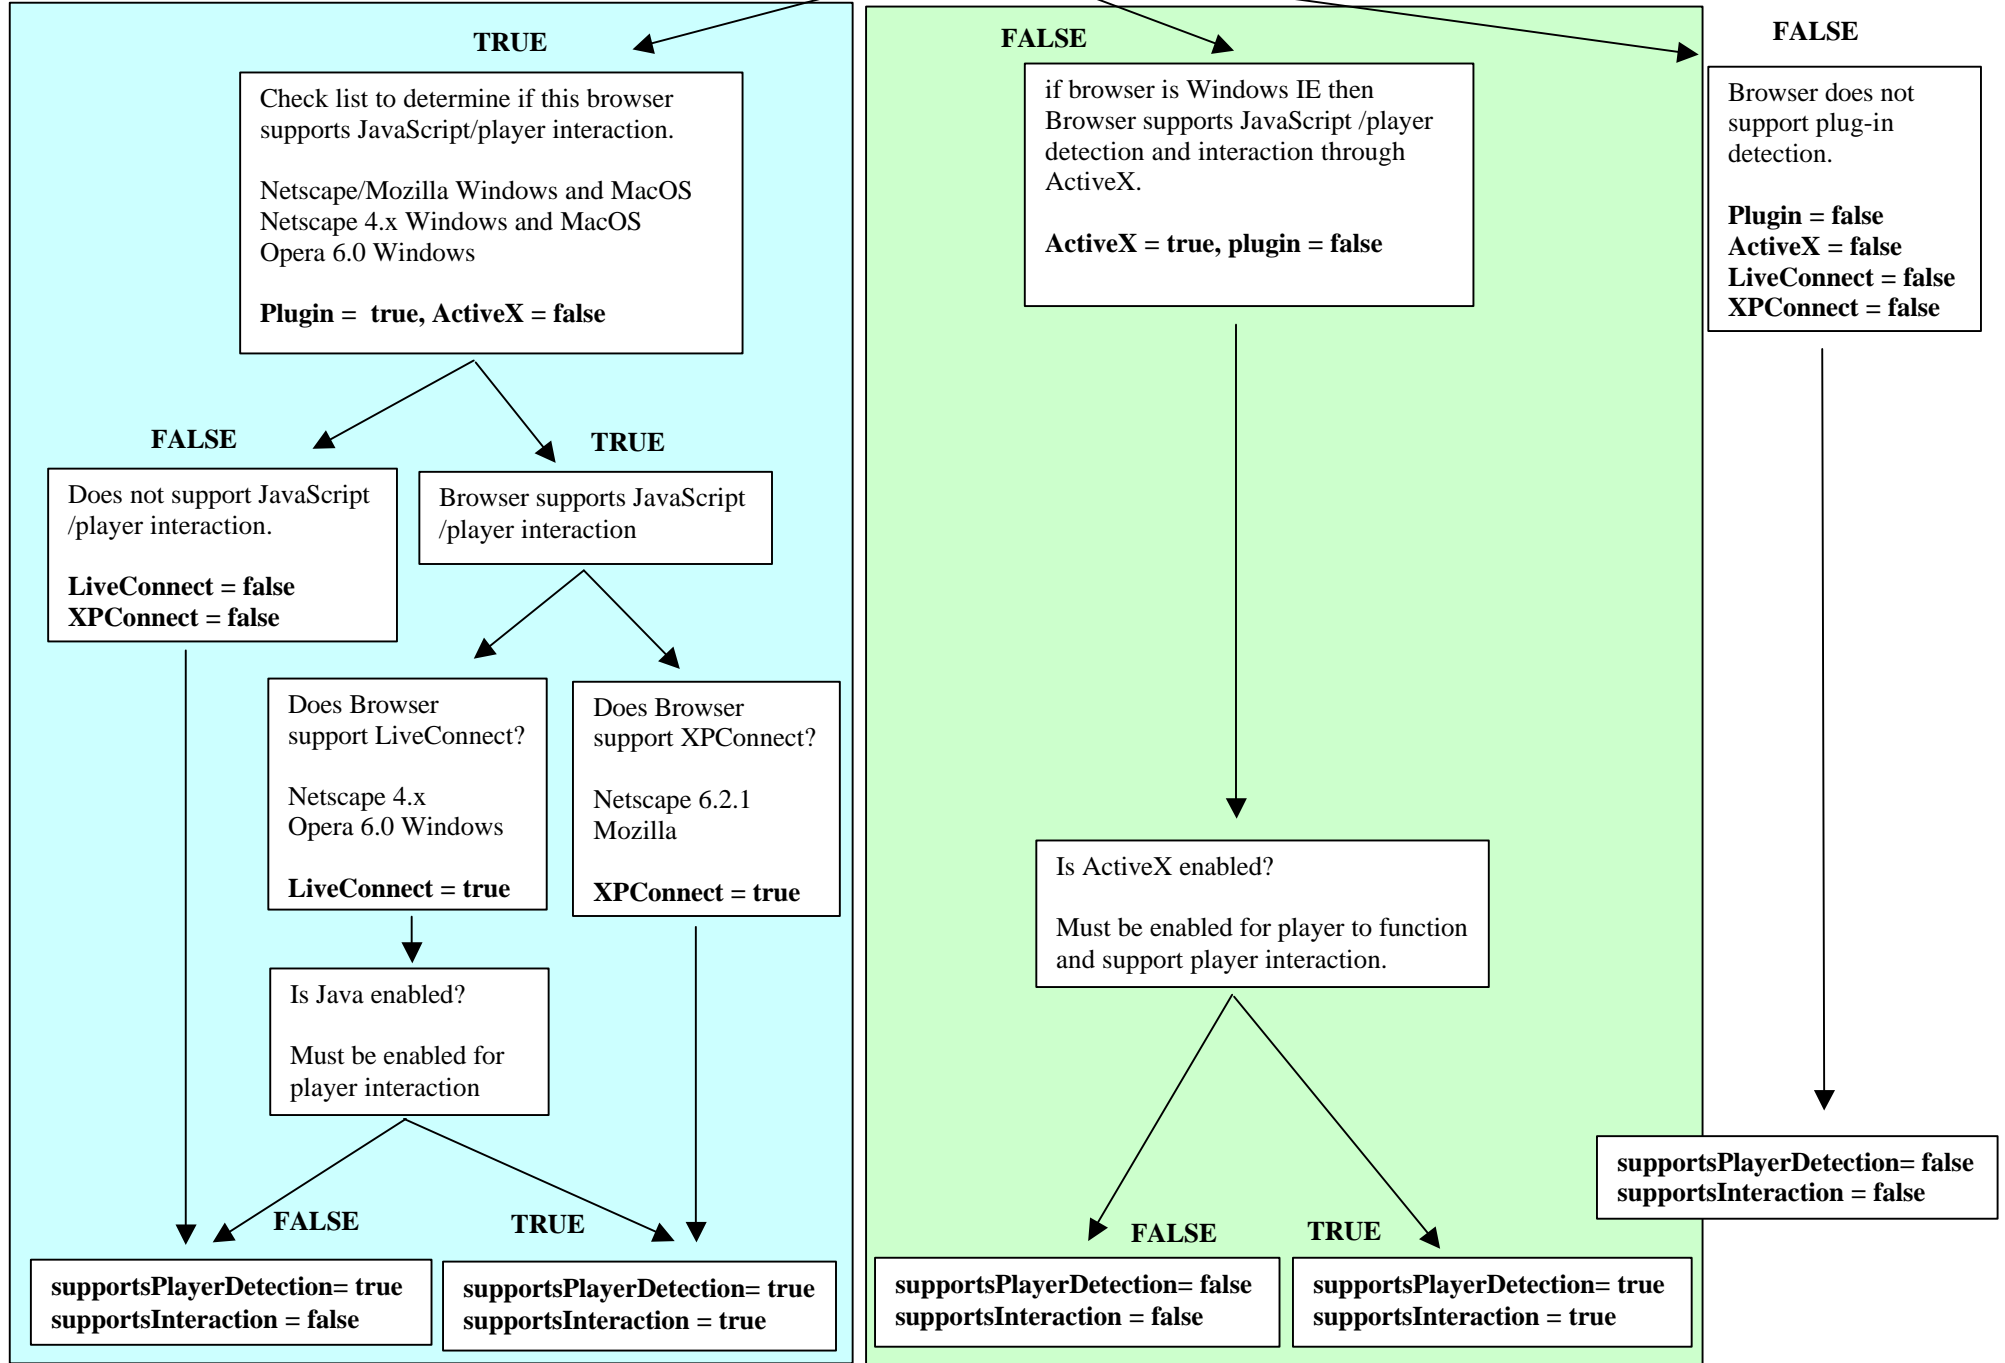 TRUE
Check list to determine if this browser
supports JavaScript/player interaction.
Netscape/Mozilla Windows and MacOS
Netscape 4.x Windows and MacOS
Opera 6.0 Windows
Plugin =  true, ActiveX = false
FALSE
Does not support JavaScript
/player interaction.
LiveConnect = false
XPConnect = false
TRUE
Browser supports JavaScript
/player interaction
Does Browser
support LiveConnect?
Netscape 4.x
Opera 6.0 Windows
LiveConnect = true
Does Browser
support XPConnect?
Netscape 6.2.1
Mozilla
XPConnect = true
Is Java enabled?
Must be enabled for
player interaction
FALSE
TRUE
supportsPlayerDetection= true
supportsInteraction = false
supportsPlayerDetection= true
supportsInteraction = true
FALSE
if browser is Windows IE then
Browser supports JavaScript /player
detection and interaction through
ActiveX.
ActiveX = true, plugin = false
Is ActiveX enabled?
Must be enabled for player to function
and support player interaction.
FALSE
TRUE
supportsPlayerDetection= false
supportsInteraction = false
supportsPlayerDetection= true
supportsInteraction = true
FALSE
Browser does not
support plug-in
detection.
Plugin = false
ActiveX = false
LiveConnect = false
XPConnect = false
supportsPlayerDetection= false
supportsInteraction = false